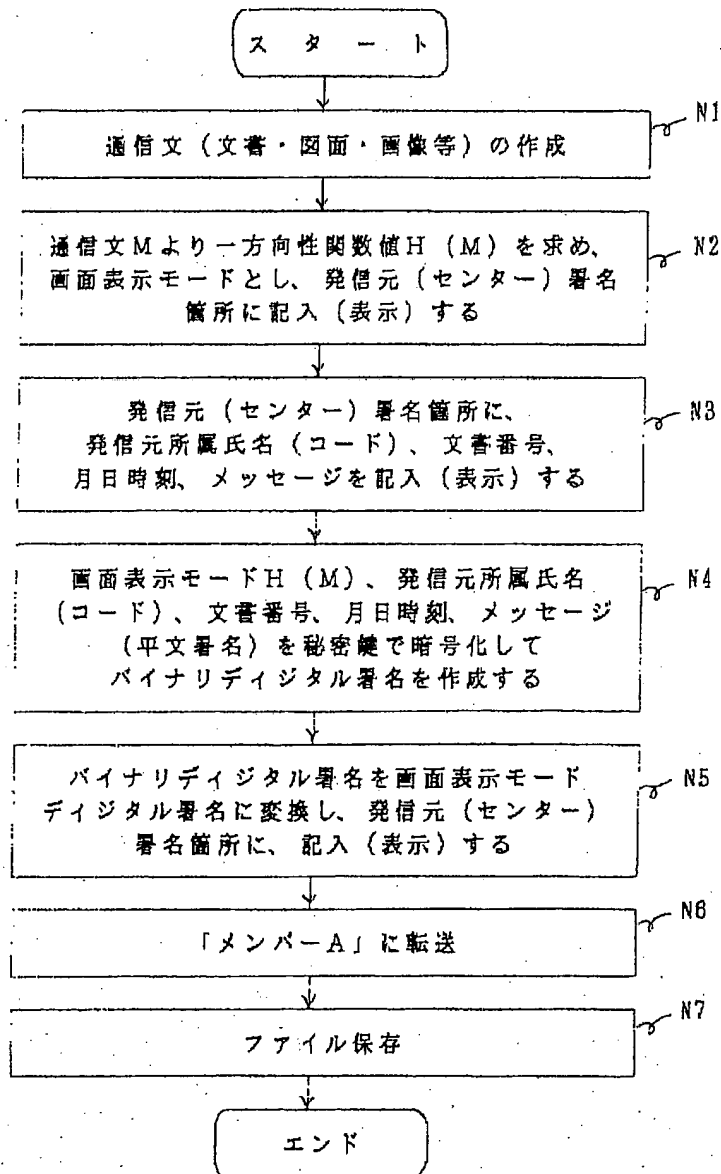 スタート
N1
通信文（文書・図面・画像等）の作成
N2
通信文Mより一方向性関数値H（M）を求め、
画面表示モードとし、発信元（センター）署名
箇所に記入（表示）する
N3
発信元（センター）署名箇所に、
発信元所属氏名（コード）、文書番号、
月日時刻、メッセージを記入（表示）する
N4
画面表示モードH（M）、発信元所属氏名
（コード）、文書番号、月日時刻、メッセージ
（平文署名）を秘密鍵で暗号化して
バイナリディジタル署名を作成する
N5
バイナリディジタル署名を画面表示モード
ディジタル署名に変換し、発信元（センター）
署名箇所に、記入（表示）する
N6
「メンバーA」に転送
N7
ファイル保存
エンド